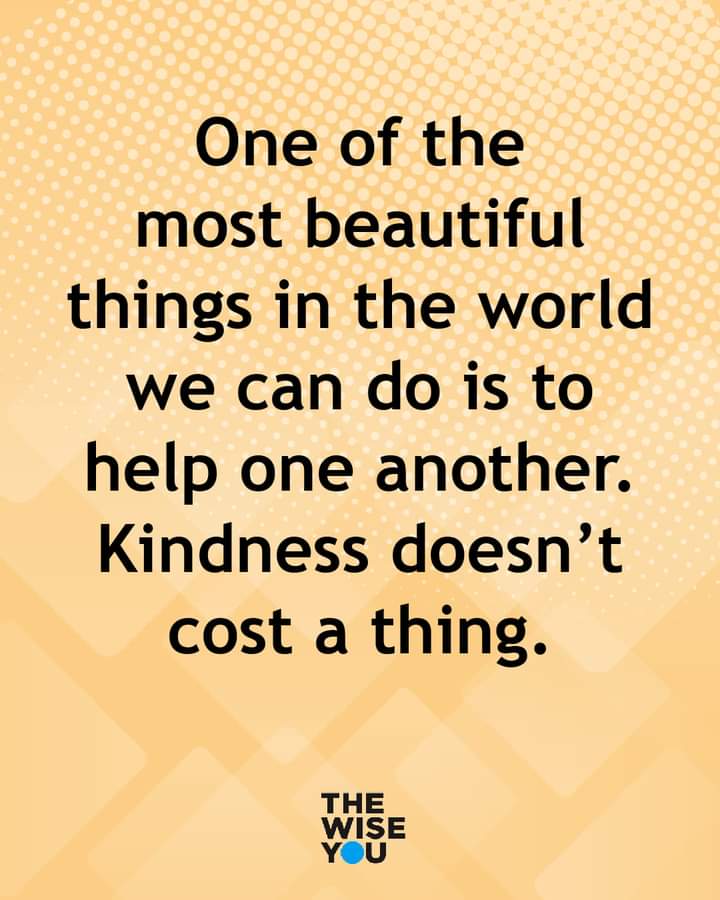 One of the
most beautiful
things in the world
we can do is to
help one another.
Kindness doesn’t
cost a thing.
THE
WISE
YOU